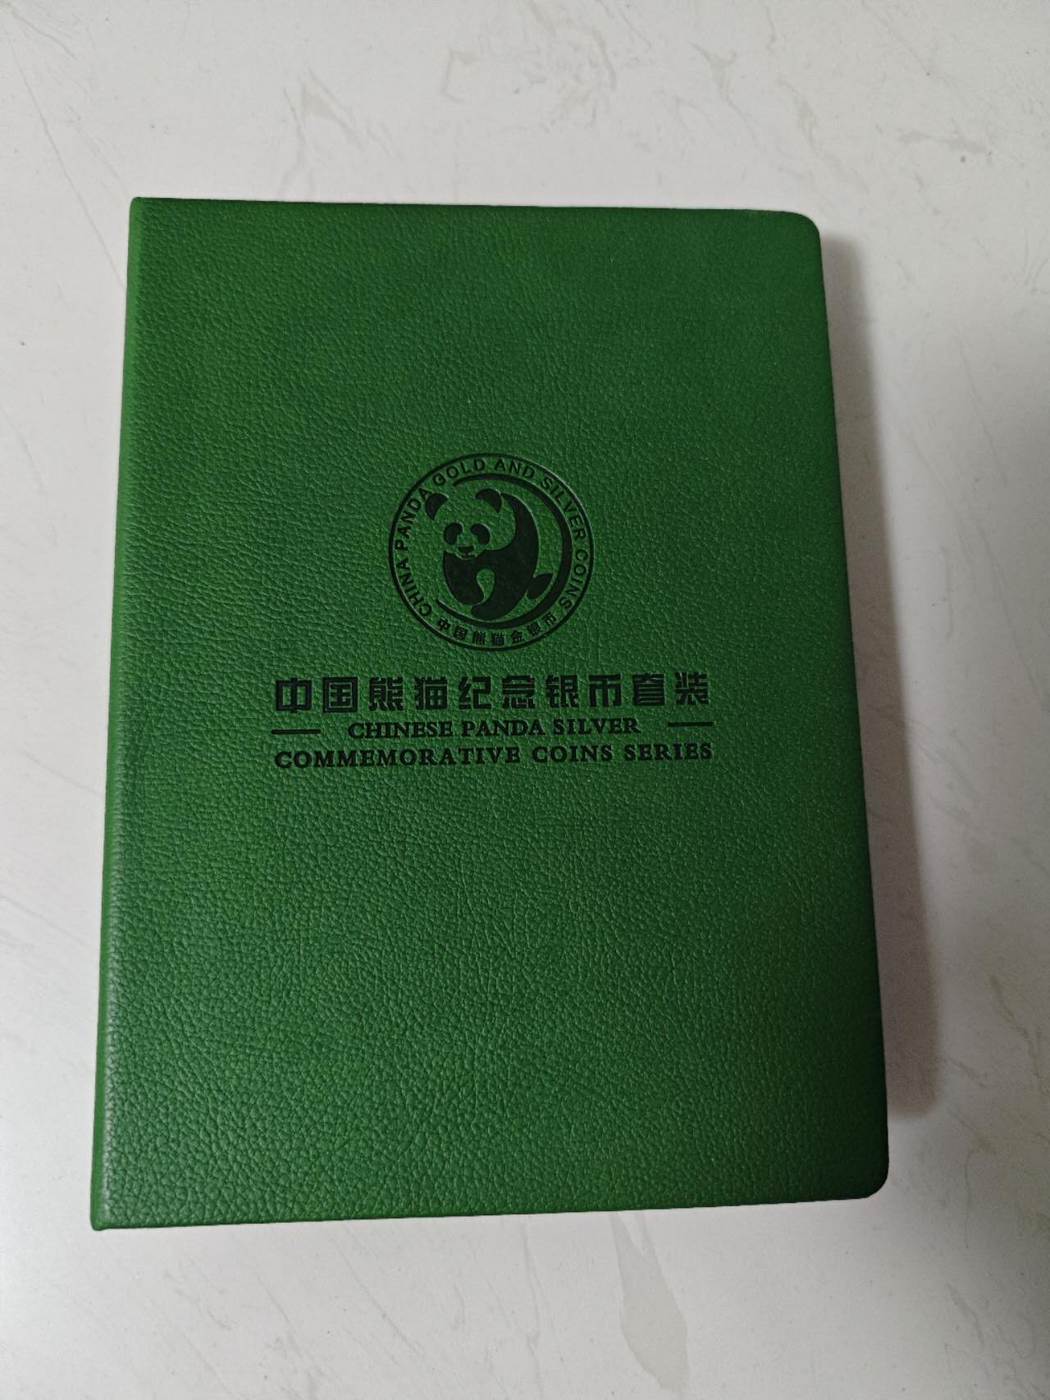 CHINA PANDA GOLD AND SILVER COINS
中国熊猫金银币
中国熊猫纪念银币套装
CHINESE PANDA SILVER
COMMEMORATIVE COINS SERIES